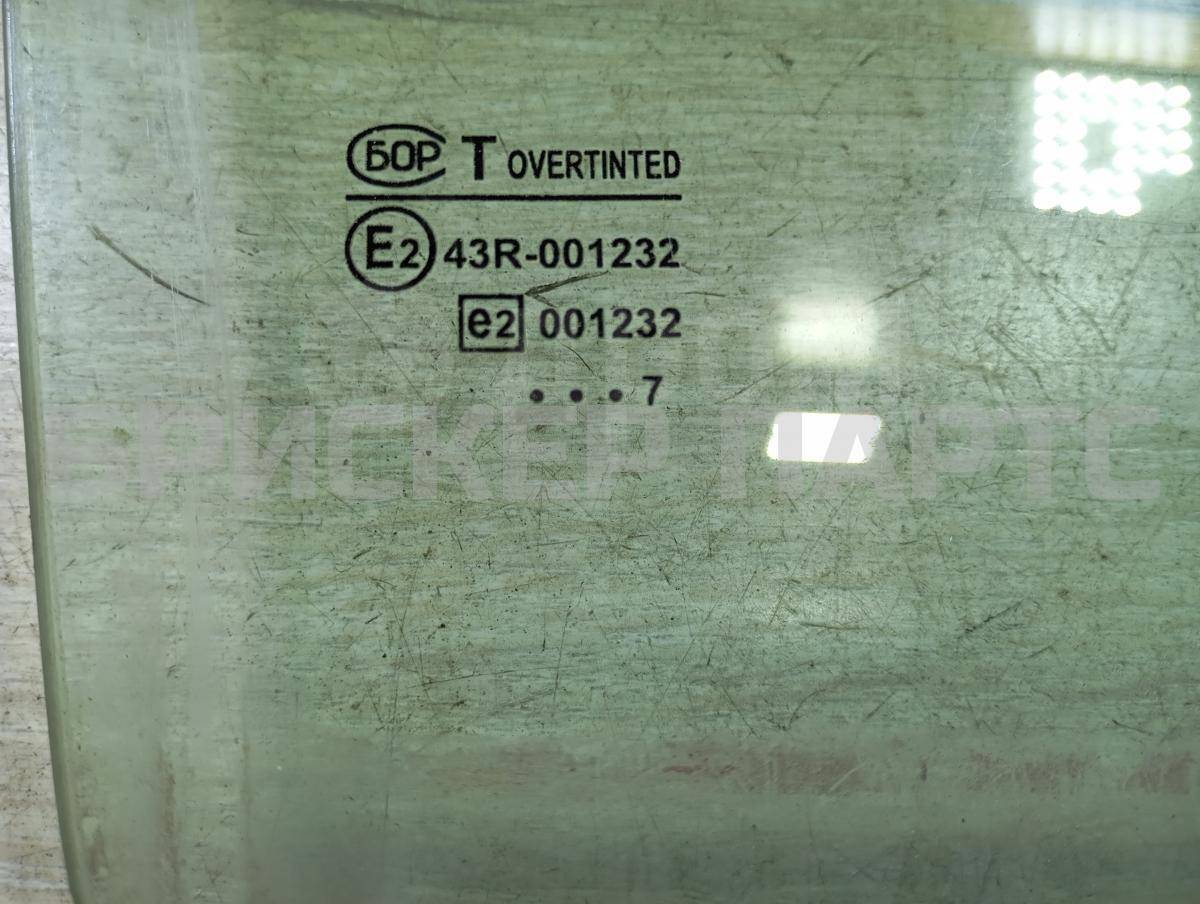 БОР T OVERTINTED
E2 43R-001232
e2 001232
• • • 7
БРИСКЕР ПАРТС